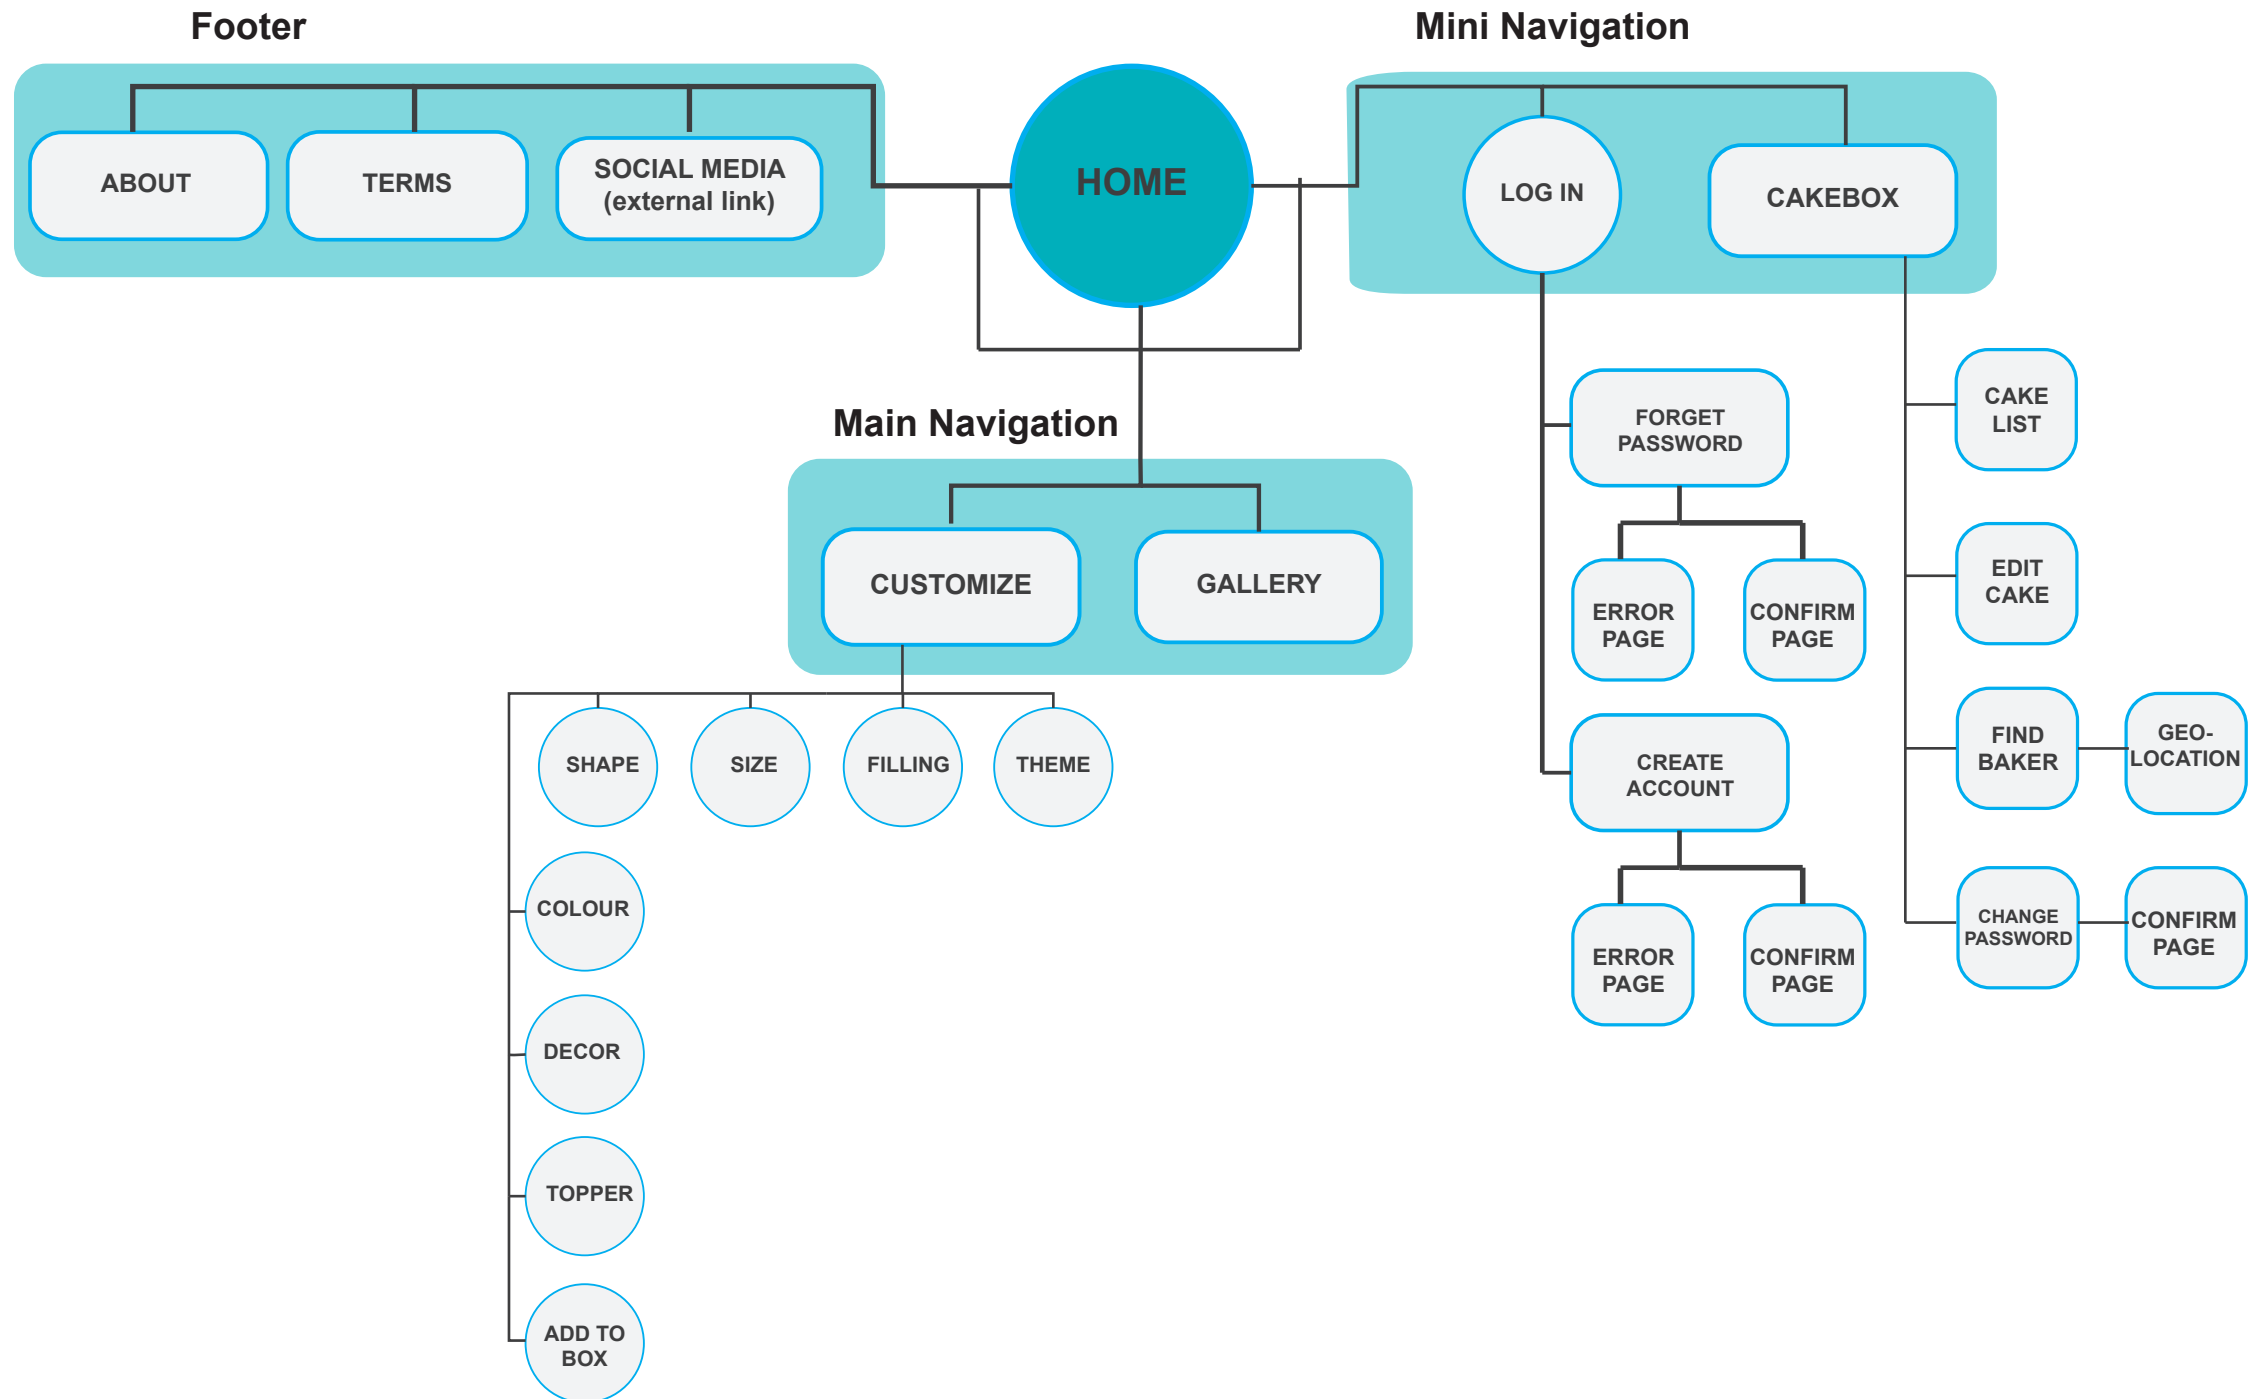 Footer
Mini Navigation
ABOUT
TERMS
SOCIAL MEDIA
(external link)
HOME
LOG IN
CAKEBOX
Main Navigation
CUSTOMIZE
GALLERY
SHAPE
SIZE
FILLING
THEME
COLOUR
DECOR
TOPPER
ADD TO
BOX
FORGET
PASSWORD
ERROR
PAGE
CONFIRM
PAGE
CREATE
ACCOUNT
ERROR
PAGE
CONFIRM
PAGE
CAKE
LIST
EDIT
CAKE
FIND
BAKER
GEO-
LOCATION
CHANGE
PASSWORD
CONFIRM
PAGE